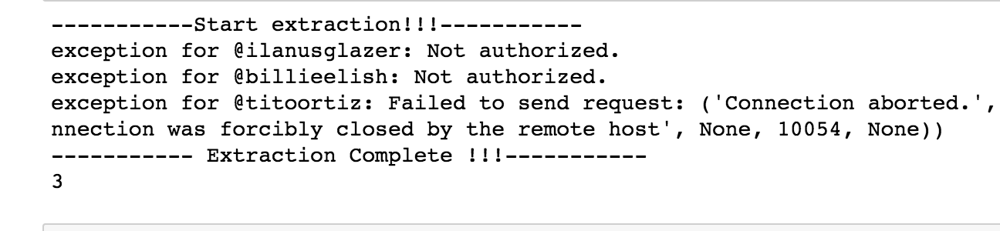 -----------Start extraction!!!-----------
exception for @ilanusglazer: Not authorized.
exception for @billieelish: Not authorized.
exception for @titoortiz: Failed to send request: ('Connection aborted.',
nnection was forcibly closed by the remote host', None, 10054, None))
----------- Extraction Complete !!!-----------
3